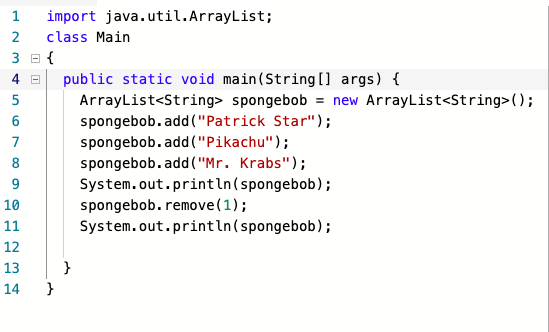 1 import java.util.ArrayList;
2 class Main
3 {
4 public static void main(String[] args) {
5 ArrayList<String> spongebob = new ArrayList<String>();
6 spongebob.add("Patrick Star");
7 spongebob.add("Pikachu");
8 spongebob.add("Mr. Krabs");
9 System.out.println(spongebob);
10 spongebob.remove(1);
11 System.out.println(spongebob);
12
13 }
14 }